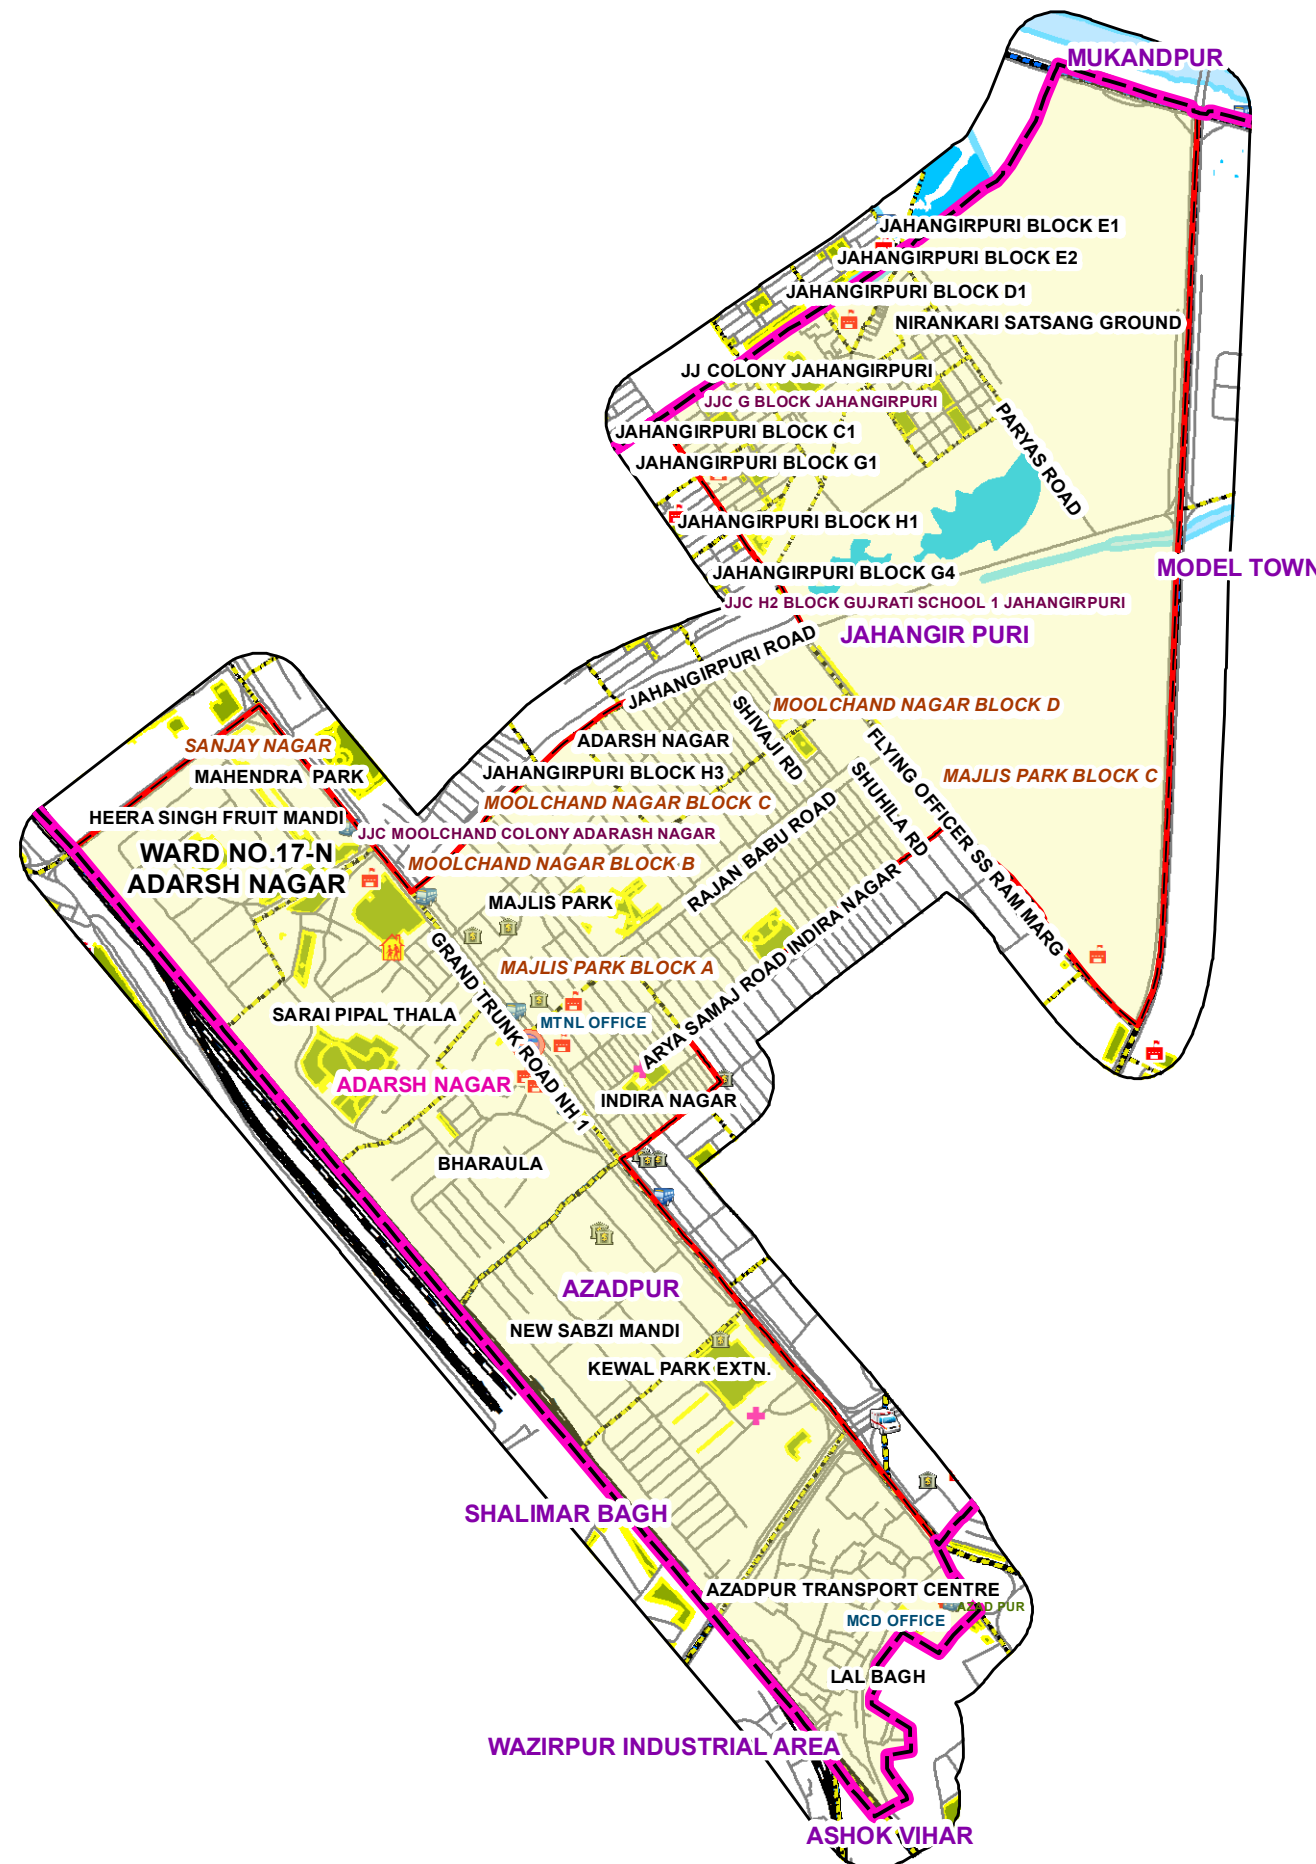 MUKANDPUR
JAHANGIRPURI BLOCK E1
JAHANGIRPURI BLOCK E2
JAHANGIRPURI BLOCK D1
NIRANKARI SATSANG GROUND
JJ COLONY JAHANGIRPURI
JJC G BLOCK JAHANGIRPURI
PARYAS ROAD
JAHANGIRPURI BLOCK C1
JAHANGIRPURI BLOCK G1
JAHANGIRPURI BLOCK H1
JAHANGIRPURI BLOCK G4
MODEL TOWN
JJC H2 BLOCK GUJRATI SCHOOL 1 JAHANGIRPURI
JAHANGIR PURI
JAHANGIRPURI ROAD
MOOLCHAND NAGAR BLOCK D
SHIVAJI RD
FLYING OFFICER SS RAM MARG
SANJAY NAGAR
ADARSH NAGAR
MAHENDRA PARK
JAHANGIRPURI BLOCK H3
SHUHILA RD
MAJLIS PARK BLOCK C
MOOLCHAND NAGAR BLOCK C
HEERA SINGH FRUIT MANDI
JJC MOOLCHAND COLONY ADARASH NAGAR
RAJAN BABU ROAD
WARD NO.17-N
ADARSH NAGAR
MOOLCHAND NAGAR BLOCK B
MAJLIS PARK
INDIRA NAGAR
GRAND TRUNK ROAD NH 1
MAJLIS PARK BLOCK A
ARYA SAMAJ ROAD
SARAI PIPAL THALA
MTNL OFFICE
ADARSH NAGAR
INDIRA NAGAR
BHARAULA
AZADPUR
NEW SABZI MANDI
KEWAL PARK EXTN.
SHALIMAR BAGH
AZADPUR TRANSPORT CENTRE
AZAD PUR
MCD OFFICE
LAL BAGH
WAZIRPUR INDUSTRIAL AREA
ASHOK VIHAR